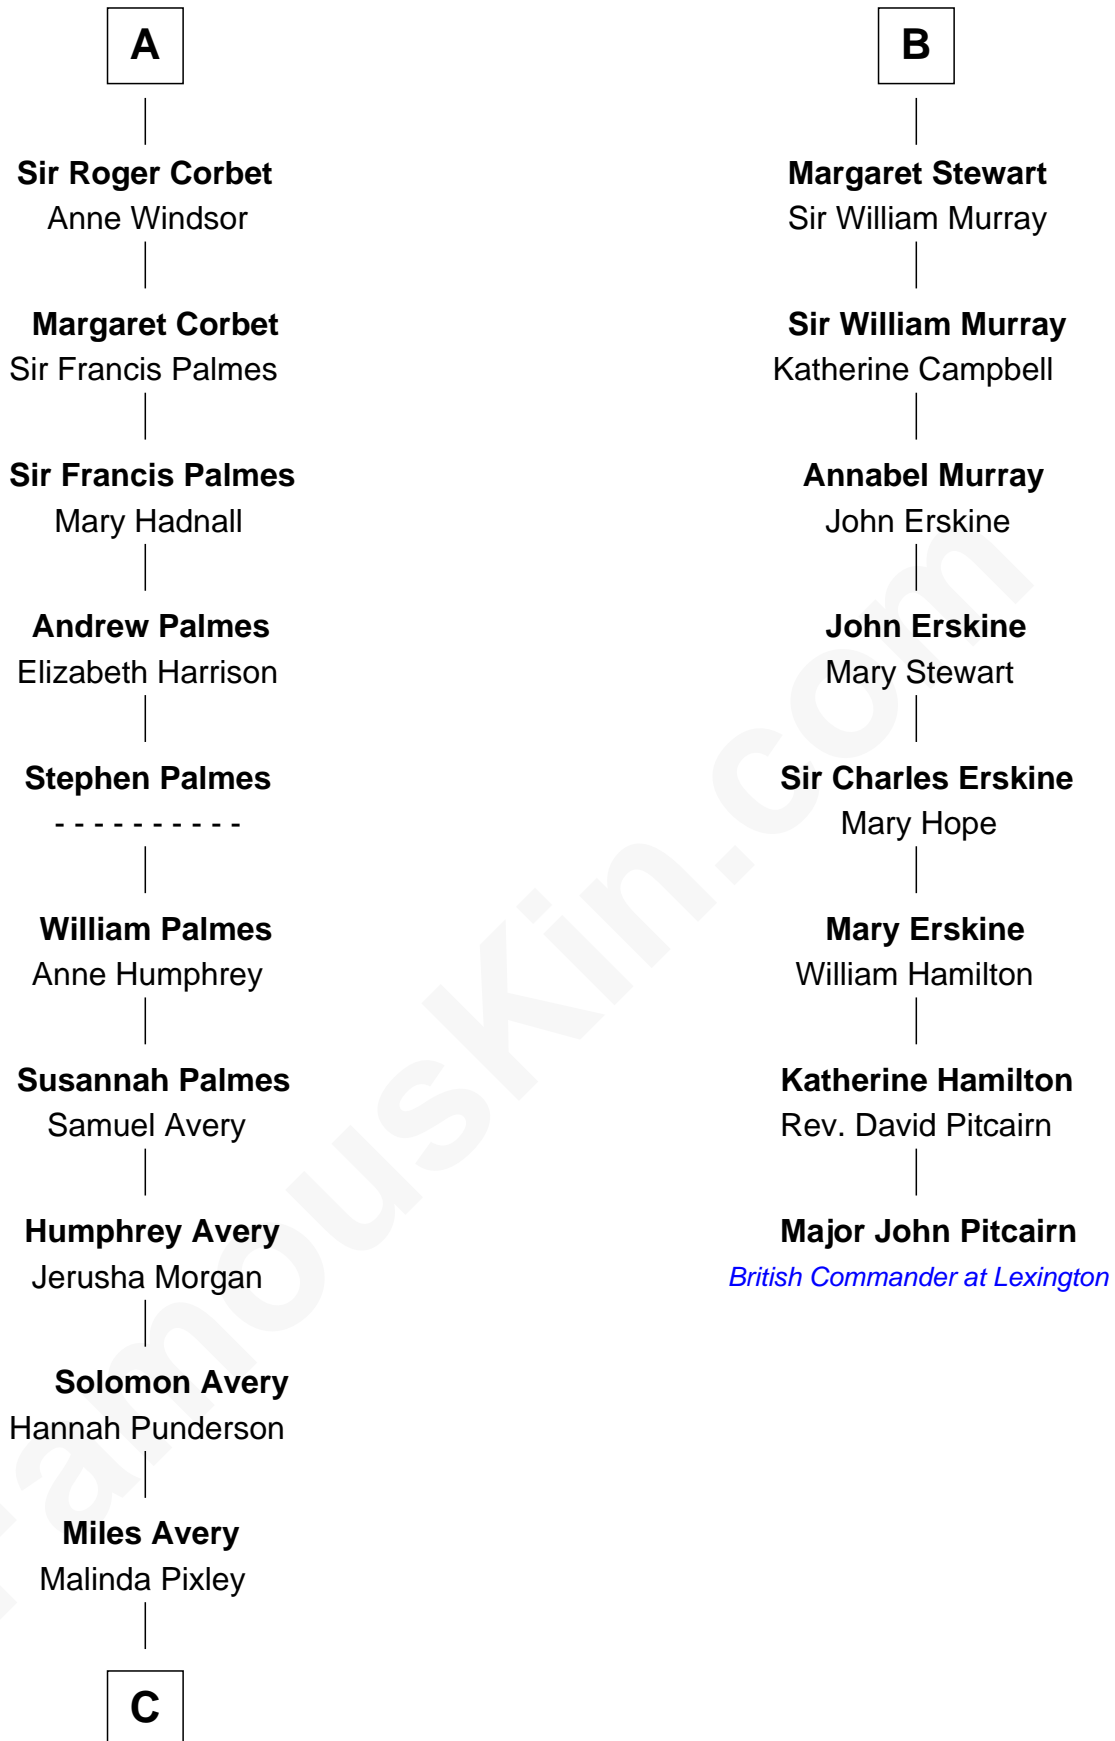 A
Sir Roger Corbet
Anne Windsor
Margaret Corbet
Sir Francis Palmes
Sir Francis Palmes
Mary Hadnall
Andrew Palmes
Elizabeth Harrison
Stephen Palmes
- - - - - - - - - -
William Palmes
Anne Humphrey
Susannah Palmes
Samuel Avery
Humphrey Avery
Jerusha Morgan
Solomon Avery
Hannah Punderson
Miles Avery
Malinda Pixley
C
B
Margaret Stewart
Sir William Murray
Sir William Murray
Katherine Campbell
Annabel Murray
John Erskine
John Erskine
Mary Stewart
Sir Charles Erskine
Mary Hope
Mary Erskine
William Hamilton
Katherine Hamilton
Rev. David Pitcairn
Major John Pitcairn
British Commander at Lexington
FamousKin.com